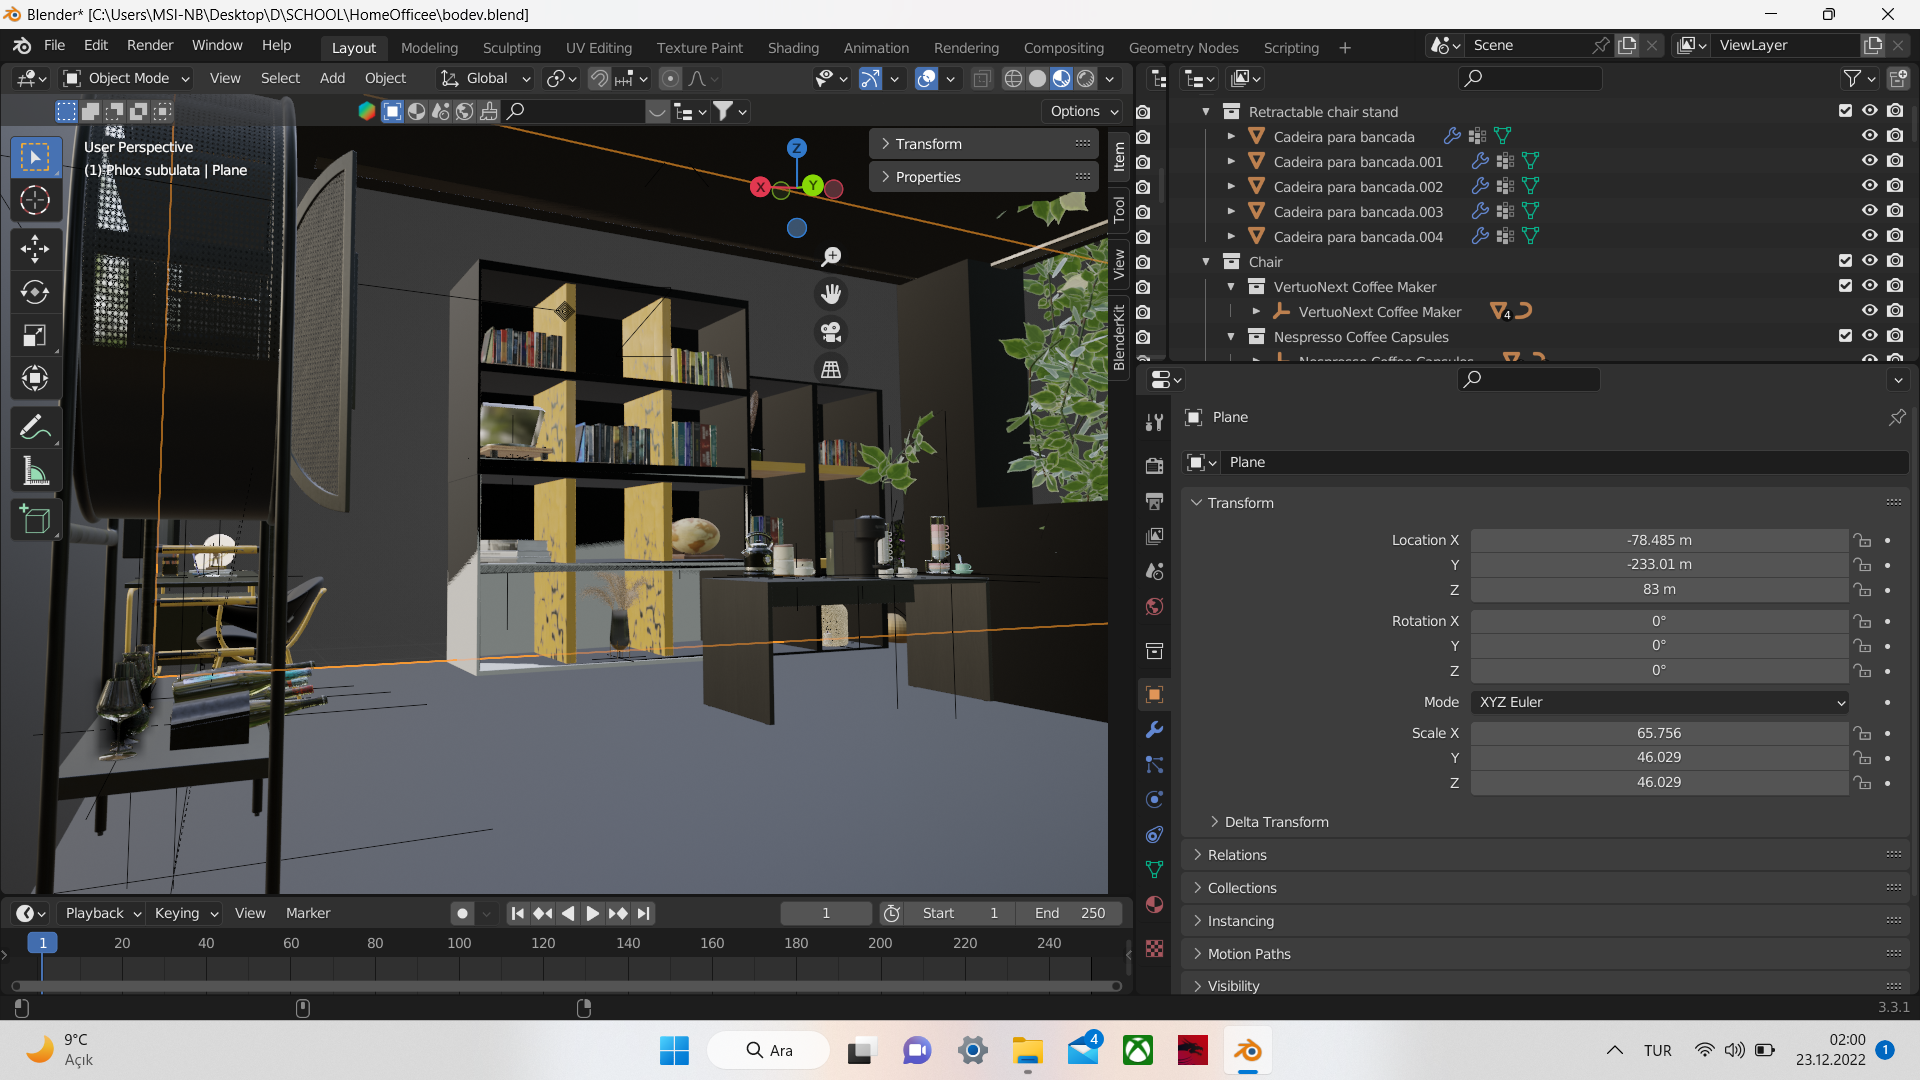 Blender* [C:\Users\MSI-NB\Desktop\D\SCHOOL\HomeOfficee\bodev.blend]
File Edit Render Window Help
Layout Modeling Sculpting UV Editing Texture Paint Shading Animation Rendering Compositing Geometry Nodes Scripting
Scene
ViewLayer
Object Mode View Select Add Object Global
Options
User Perspective
(1) Phlox subulata | Plane
Transform
Properties
X Y Z
Item
Tool
View
BlenderKit
Retractable chair stand
Cadeira para bancada
Cadeira para bancada.001
Cadeira para bancada.002
Cadeira para bancada.003
Cadeira para bancada.004
Chair
VertuoNext Coffee Maker
VertuoNext Coffee Maker 4
Nespresso Coffee Capsules
Nespresso Coffee Capsules
Plane
Plane
Transform
Location X -78.485 m
Y -233.01 m
Z 83 m
Rotation X 0°
Y 0°
Z 0°
Mode XYZ Euler
Scale X 65.756
Y 46.029
Z 46.029
Delta Transform
Relations
Collections
Instancing
Motion Paths
Visibility
Playback Keying View Marker
1 Start 1 End 250
1 20 40 60 80 100 120 140 160 180 200 220 240
3.3.1
9°C
Açık
Ara
4
TUR
02:00
23.12.2022
1